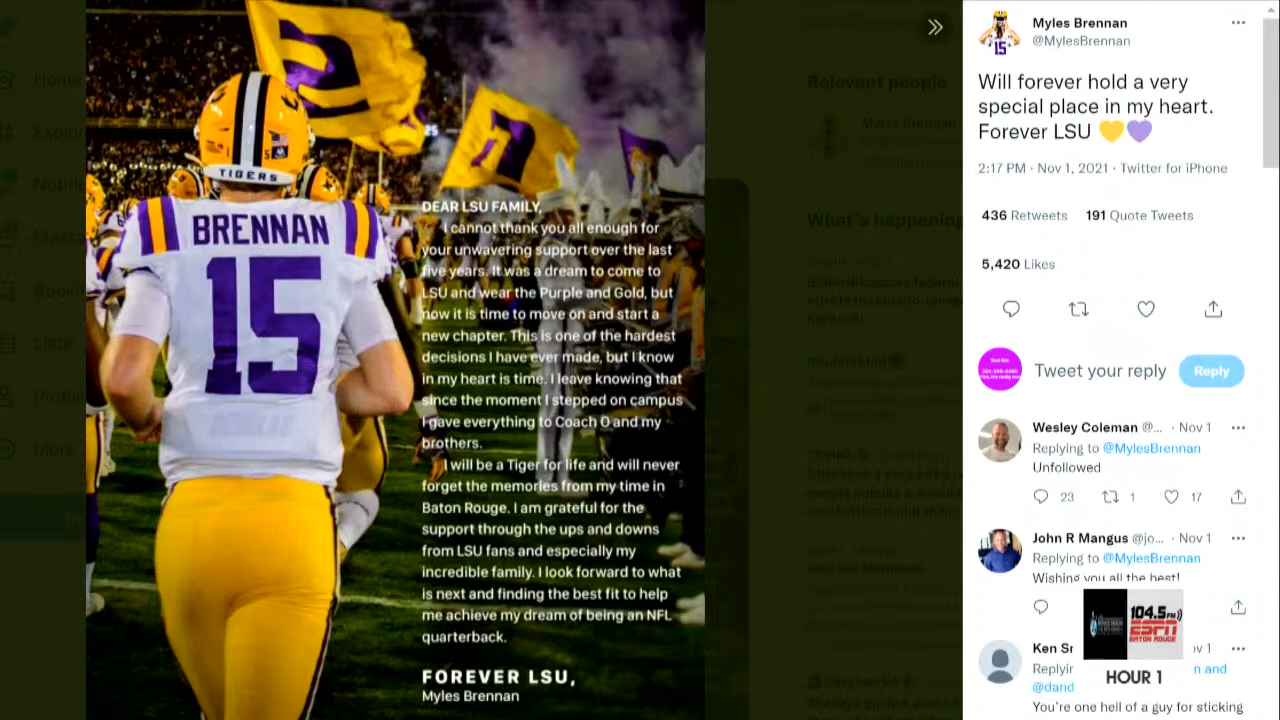 TIGERS
BRENNAN
15
DEAR LSU FAMILY,
I cannot thank you all enough for
your unwavering support over the last
five years. It was a dream to come to
LSU and wear the Purple and Gold, but
now it is time to move on and start a
new chapter. This is one of the hardest
decisions I have ever made, but I know
in my heart is time. I leave knowing that
since the moment I stepped on campus
I gave everything to Coach O and my
brothers.
I will be a Tiger for life and will never
forget the memories from my time in
Baton Rouge. I am grateful for the
support through the ups and downs
from LSU fans and especially my
incredible family. I look forward to what
is next and finding the best fit to help
me achieve my dream of being an NFL
quarterback.
FOREVER LSU,
Myles Brennan
Relevant people
Myles Brennan
What's happening
Myles Brennan
@MylesBrennan
15
Will forever hold a very
special place in my heart.
Forever LSU 💛💜
2:17 PM · Nov 1, 2021 · Twitter for iPhone
436 Retweets 191 Quote Tweets
5,420 Likes
Tweet your reply
Reply
Wesley Coleman @... · Nov 1
Replying to @MylesBrennan
Unfollowed
23 1 17
John R Mangus @jo... · Nov 1
Replying to @MylesBrennan
Wishing you all the best!
104.5 FM
ESPN
BATON ROUGE
HOUR 1
Ken
@dand
You're one hell of a guy for sticking